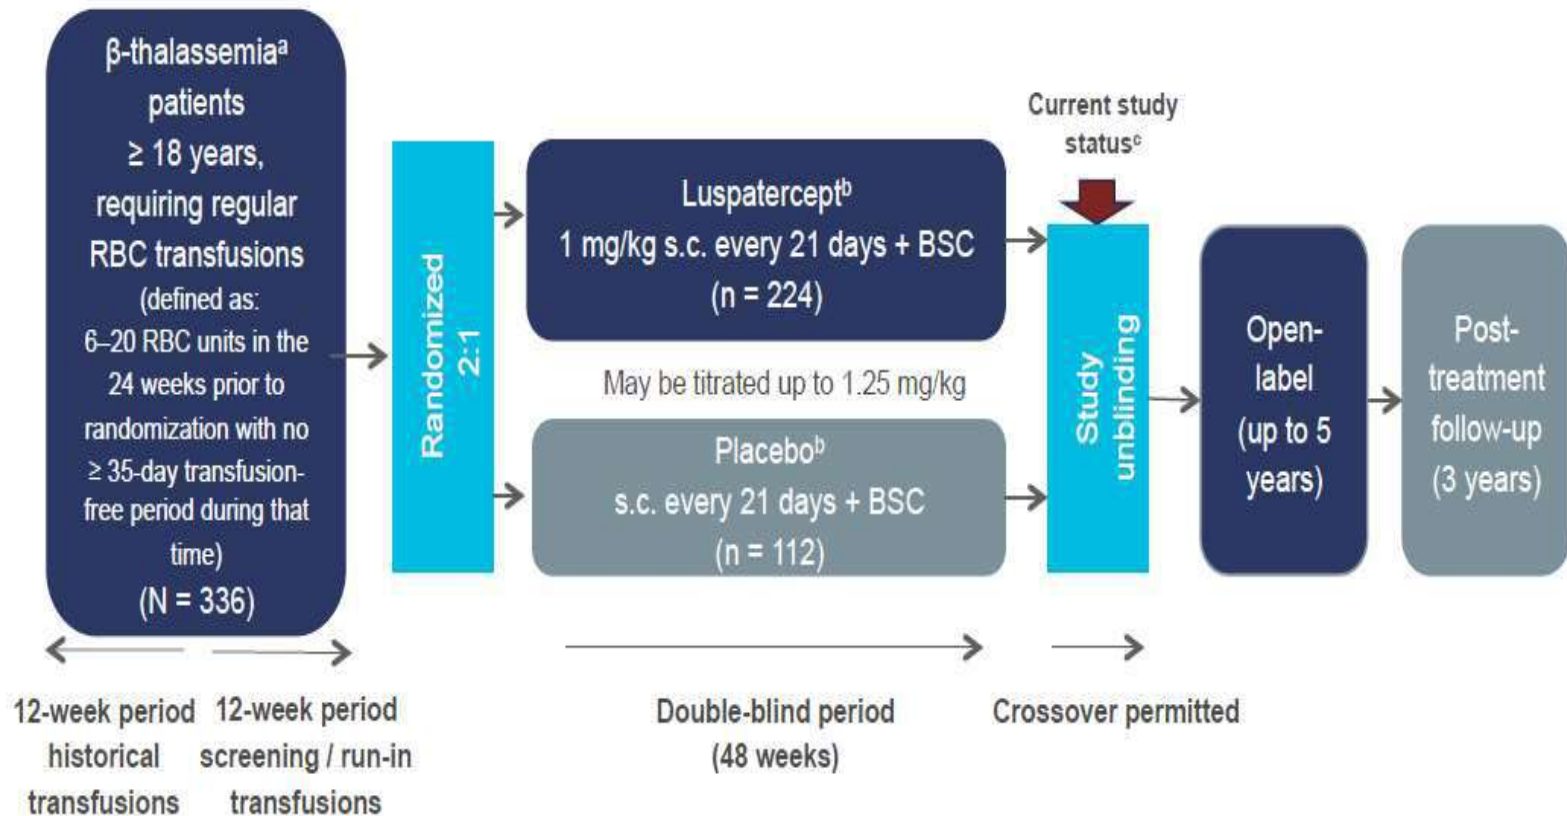 β-thalassemiaᵃ
patients
≥ 18 years,
requiring regular
RBC transfusions
(defined as:
6–20 RBC units in the
24 weeks prior to
randomization with no
≥ 35-day transfusion-
free period during that
time)
(N = 336)
Randomized
2:1
Luspaterceptᵇ
1 mg/kg s.c. every 21 days + BSC
(n = 224)
May be titrated up to 1.25 mg/kg
Placeboᵇ
s.c. every 21 days + BSC
(n = 112)
Current study
statusᶜ
Study
unblinding
Open-
label
(up to 5
years)
Post-
treatment
follow-up
(3 years)
12-week period
historical
transfusions
12-week period
screening / run-in
transfusions
Double-blind period
(48 weeks)
Crossover permitted